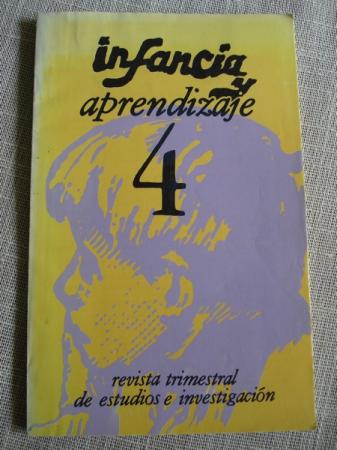 infancia y
aprendizaje
4
revista trimestral
de estudios e investigación